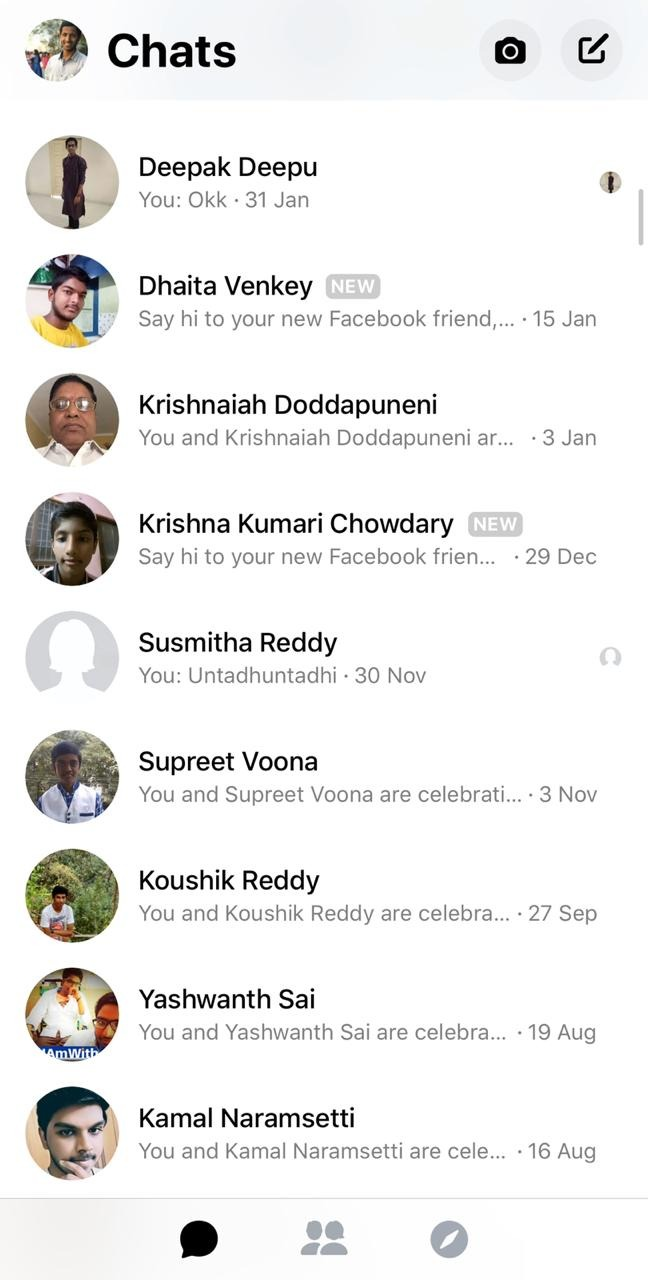 Chats
Deepak Deepu
You: Okk · 31 Jan
Dhaita Venkey NEW
Say hi to your new Facebook friend,... · 15 Jan
Krishnaiah Doddapuneni
You and Krishnaiah Doddapuneni ar... · 3 Jan
Krishna Kumari Chowdary NEW
Say hi to your new Facebook frien... · 29 Dec
Susmitha Reddy
You: Untadhuntadhi · 30 Nov
Supreet Voona
You and Supreet Voona are celebrati... · 3 Nov
Koushik Reddy
You and Koushik Reddy are celebra... · 27 Sep
Yashwanth Sai
You and Yashwanth Sai are celebra... · 19 Aug
AmWith
Kamal Naramsetti
You and Kamal Naramsetti are cele... · 16 Aug